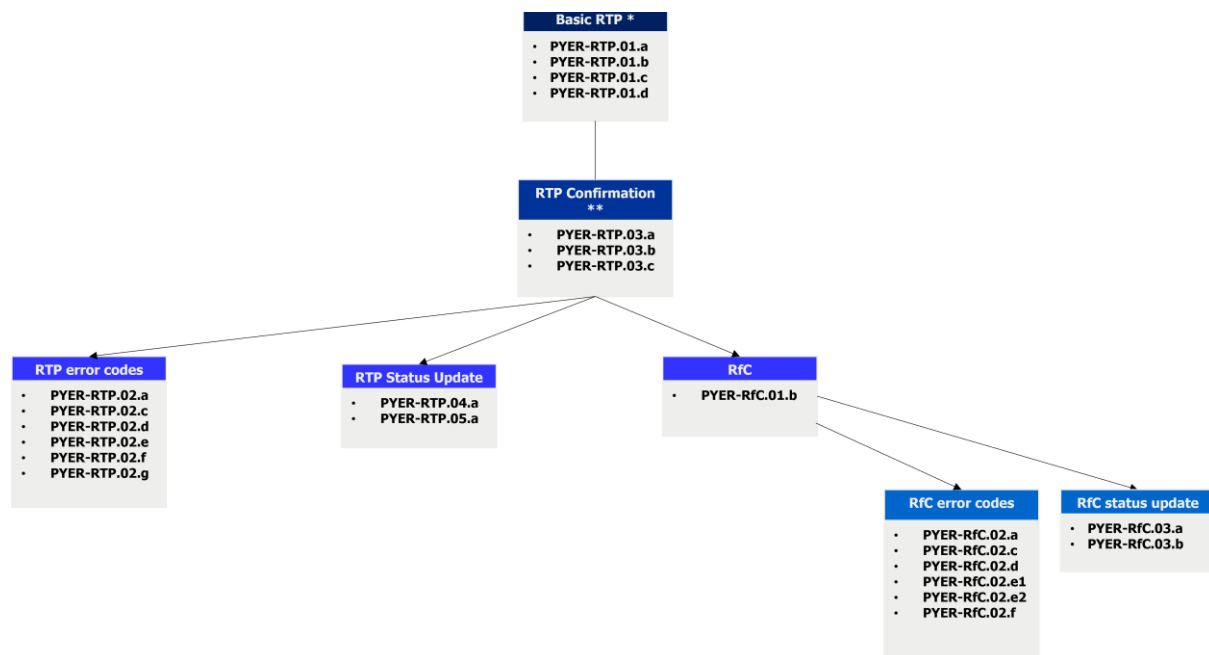 Basic RTP *
• PYER-RTP.01.a
• PYER-RTP.01.b
• PYER-RTP.01.c
• PYER-RTP.01.d
RTP Confirmation
**
• PYER-RTP.03.a
• PYER-RTP.03.b
• PYER-RTP.03.c
RTP error codes
• PYER-RTP.02.a
• PYER-RTP.02.c
• PYER-RTP.02.d
• PYER-RTP.02.e
• PYER-RTP.02.f
• PYER-RTP.02.g
RTP Status Update
• PYER-RTP.04.a
• PYER-RTP.05.a
RfC
• PYER-RfC.01.b
RfC error codes
• PYER-RfC.02.a
• PYER-RfC.02.c
• PYER-RfC.02.d
• PYER-RfC.02.e1
• PYER-RfC.02.e2
• PYER-RfC.02.f
RfC status update
• PYER-RfC.03.a
• PYER-RfC.03.b